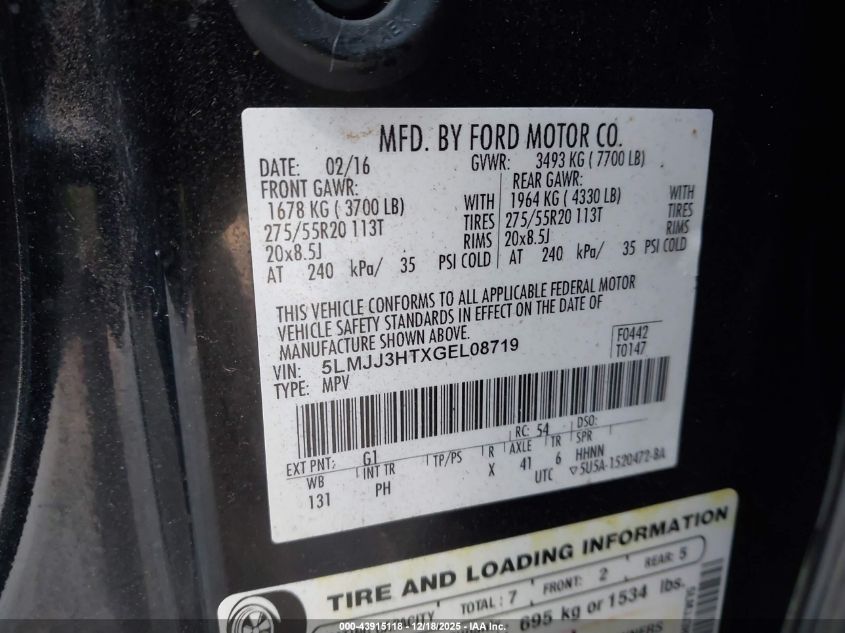 MFD. BY FORD MOTOR CO.
DATE: 02/16 GVWR: 3493 KG ( 7700 LB)
FRONT GAWR: REAR GAWR:
1678 KG ( 3700 LB) WITH 1964 KG ( 4330 LB) WITH
275/55R20 113T TIRES 275/55R20 113T TIRES
20x8.5J RIMS 20x8.5J RIMS
AT 240 kPa/ 35 PSI COLD AT 240 kPa/ 35 PSI COLD
THIS VEHICLE CONFORMS TO ALL APPLICABLE FEDERAL MOTOR
VEHICLE SAFETY STANDARDS IN EFFECT ON THE DATE OF
MANUFACTURE SHOWN ABOVE.
VIN: 5LMJJ3HTXGEL08719 F0442
TYPE: MPV T0147
EXT PNT: G1 RC: 54 DSO:
WB INT TR TP/PS R AXLE TR SPR
131 PH X 41 6 HHNN
UTC ▽5U5A-1520472-BA
TIRE AND LOADING INFORMATION
TOTAL : 7 FRONT: 2 REAR: 5
695 kg or 1534 lbs.
000-43915118 - 12/18/2025 - IAA Inc.